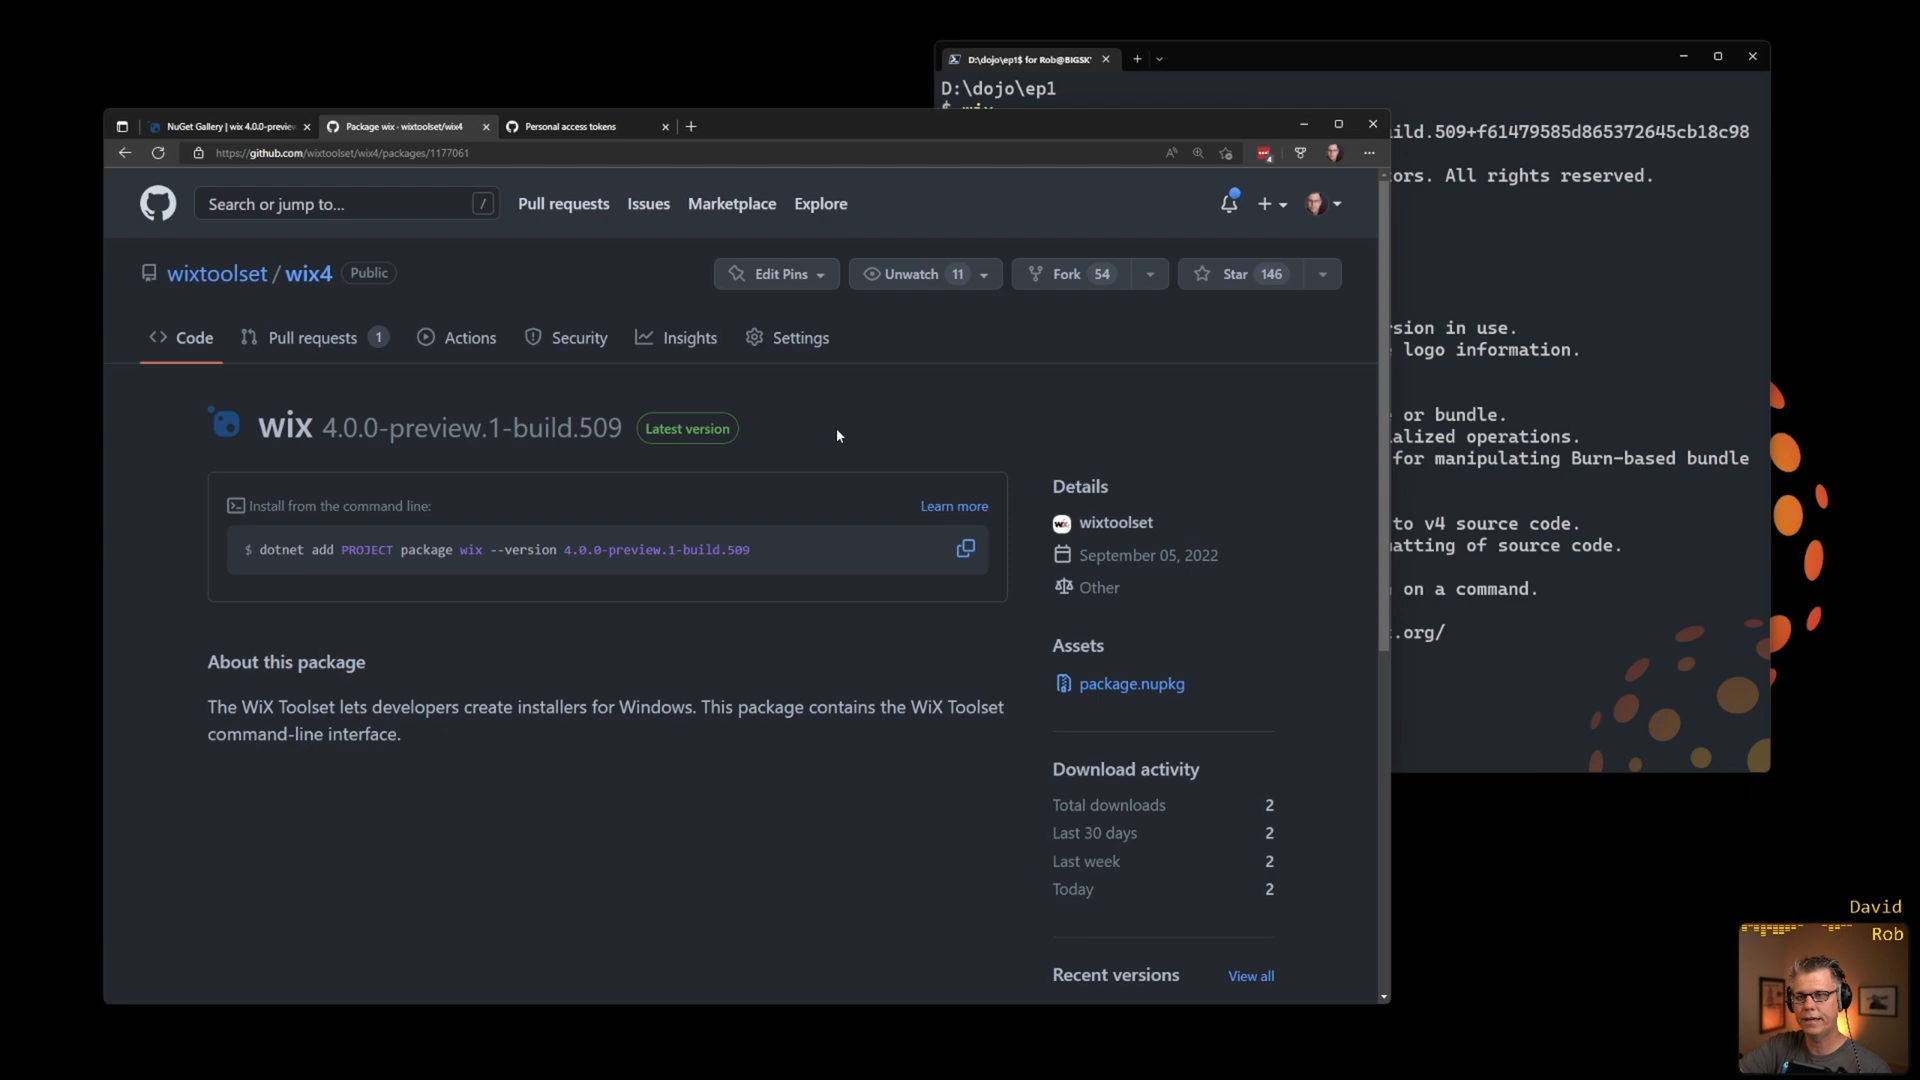 D:\dojo\ep1$ for Rob@BIGSK
D:\dojo\ep1
NuGet Gallery | wix 4.0.0-preview
Package wix · wixtoolset/wix4
Personal access tokens
https://github.com/wixtoolset/wix4/packages/1177061
4
Search or jump to...
/
Pull requests
Issues
Marketplace
Explore
wixtoolset / wix4
Public
Edit Pins
Unwatch 11
Fork 54
Star 146
Code
Pull requests 1
Actions
Security
Insights
Settings
wix 4.0.0-preview.1-build.509
Latest version
Install from the command line:
Learn more
$ dotnet add PROJECT package wix --version 4.0.0-preview.1-build.509
About this package
The WiX Toolset lets developers create installers for Windows. This package contains the WiX Toolset
command-line interface.
Details
wixtoolset
September 05, 2022
Other
Assets
package.nupkg
Download activity
Total downloads 2
Last 30 days 2
Last week 2
Today 2
Recent versions
View all
ild.509+f61479585d865372645cb18c98
ors. All rights reserved.
sion in use.
logo information.
or bundle.
alized operations.
for manipulating Burn-based bundle
to v4 source code.
atting of source code.
on a command.
.org/
David
Rob